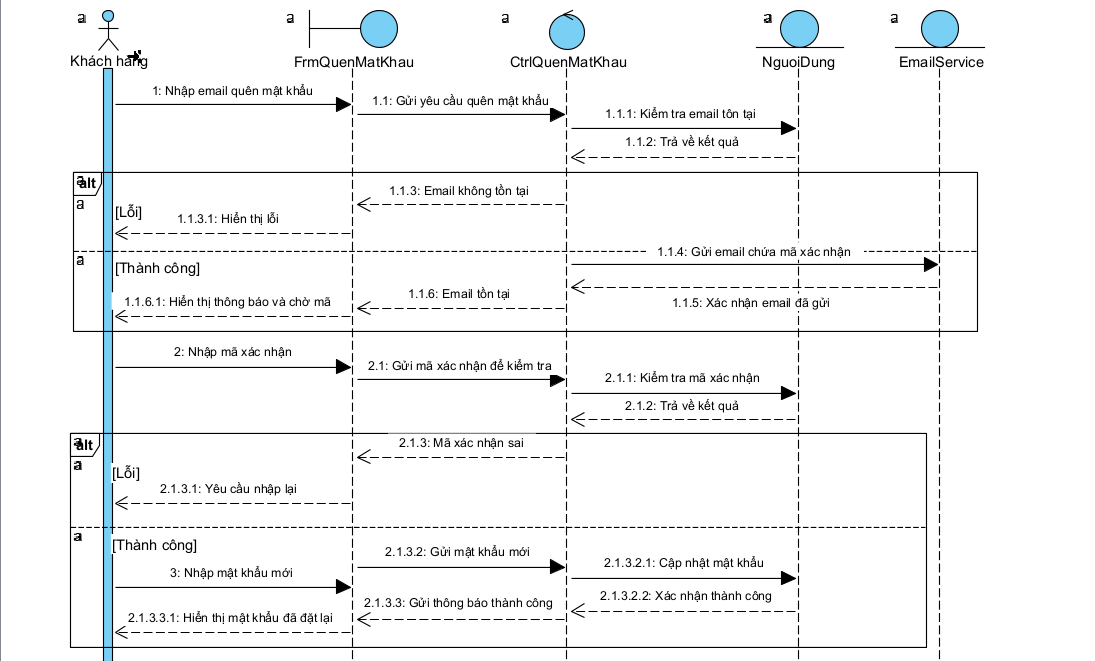 a
a
a
a
a
Khách hàng
FrmQuenMatKhau
CtrlQuenMatKhau
NguoiDung
EmailService
1: Nhập email quên mật khẩu
1.1: Gửi yêu cầu quên mật khẩu
1.1.1: Kiểm tra email tồn tại
1.1.2: Trả về kết quả
a
alt
1.1.3: Email không tồn tại
a
[Lỗi]
1.1.3.1: Hiển thị lỗi
1.1.4: Gửi email chứa mã xác nhận
a
[Thành công]
1.1.6: Email tồn tại
1.1.6.1: Hiển thị thông báo và chờ mã
1.1.5: Xác nhận email đã gửi
2: Nhập mã xác nhận
2.1: Gửi mã xác nhận để kiểm tra
2.1.1: Kiểm tra mã xác nhận
2.1.2: Trả về kết quả
a
alt
2.1.3: Mã xác nhận sai
a
[Lỗi]
2.1.3.1: Yêu cầu nhập lại
a
[Thành công]
2.1.3.2: Gửi mật khẩu mới
2.1.3.2.1: Cập nhật mật khẩu
3: Nhập mật khẩu mới
2.1.3.2.2: Xác nhận thành công
2.1.3.3: Gửi thông báo thành công
2.1.3.3.1: Hiển thị mật khẩu đã đặt lại